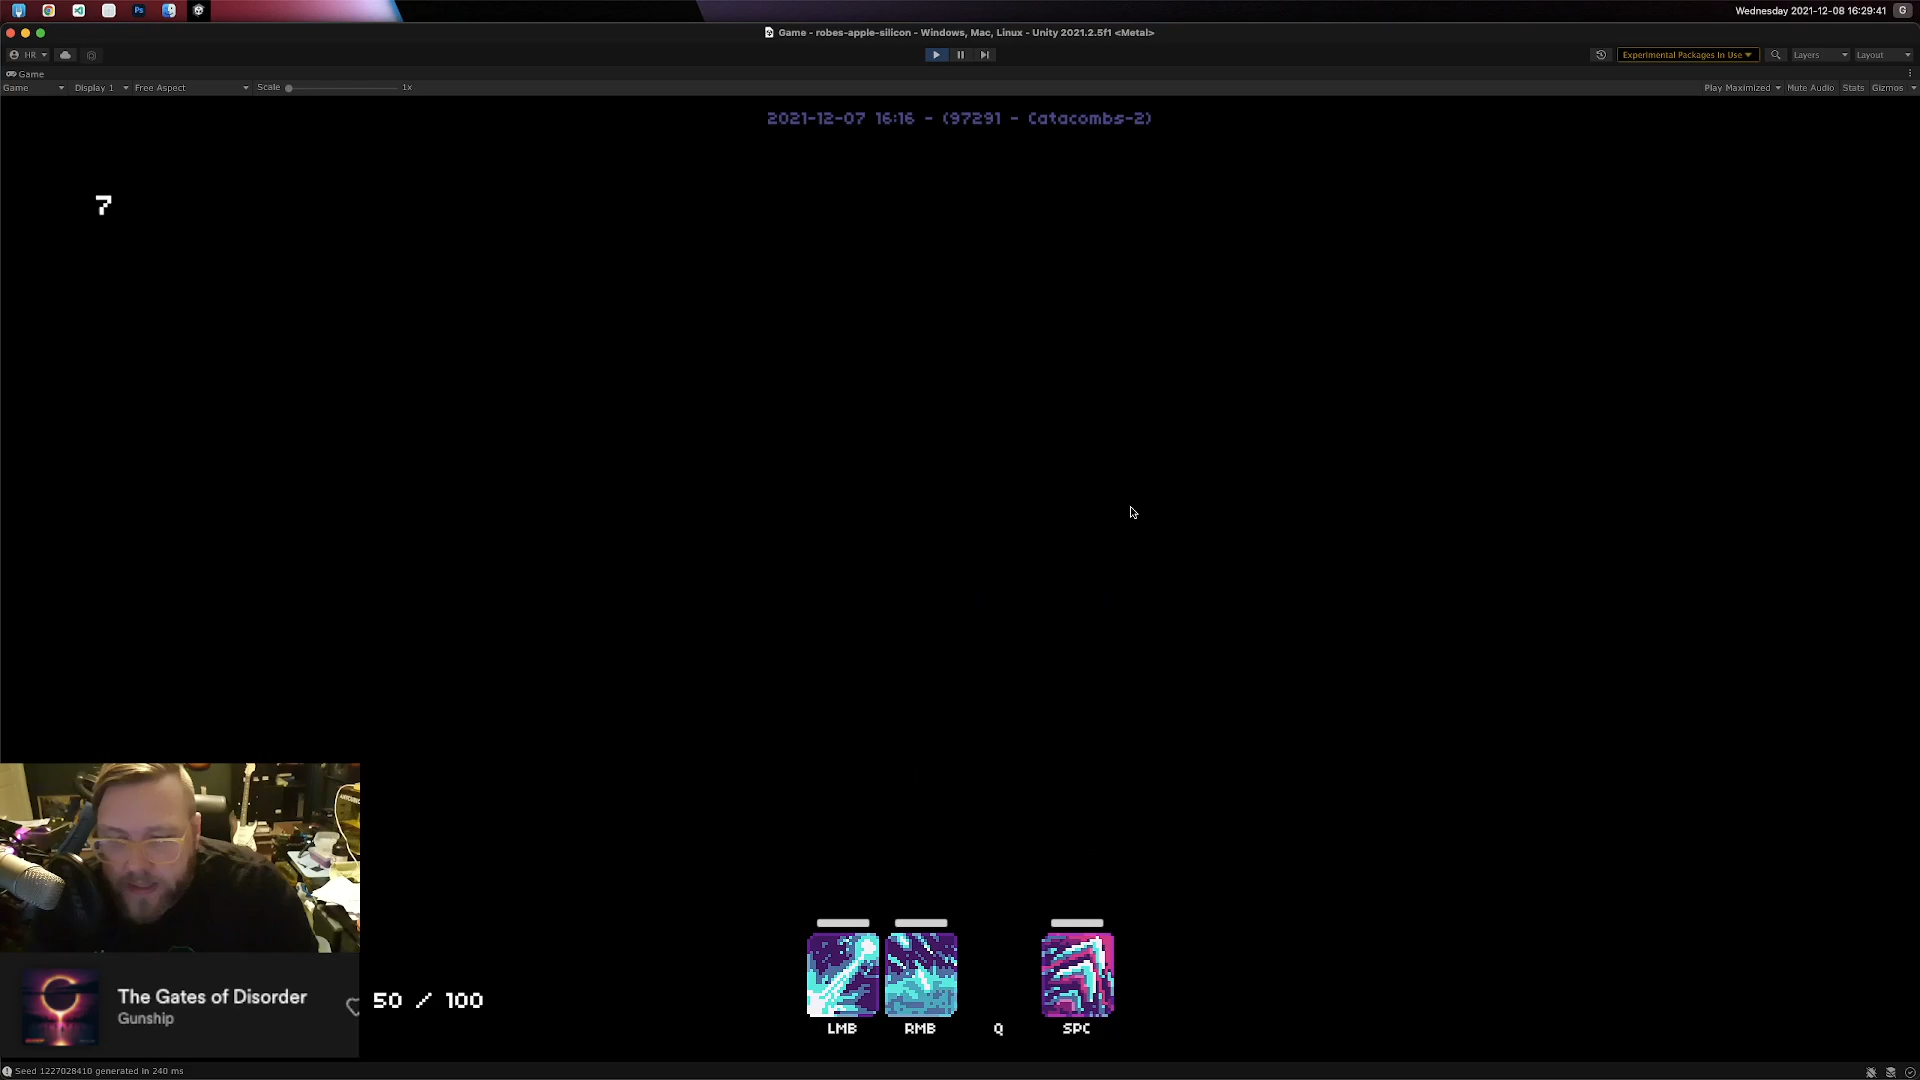 Wednesday 2021-12-08 16:29:41 G
Game - robes-apple-silicon - Windows, Mac, Linux - Unity 2021.2.5f1 <Metal>
HR
Experimental Packages In Use
Layers
Layout
Game
Game
Display 1
Free Aspect
Scale
1x
Play Maximized
Mute Audio
Stats
Gizmos
2021-12-07 16:16 - (97291 - Catacombs-2)
7
The Gates of Disorder
Gunship
50 / 100
LMB
RMB
Q
SPC
Seed 1227028410 generated in 240 ms